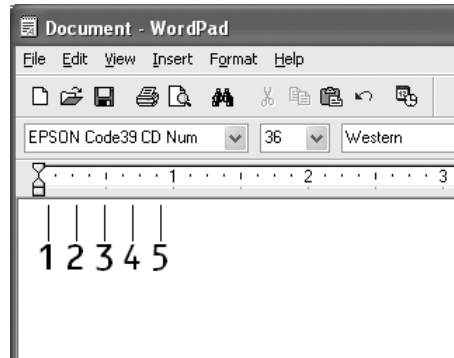 Document - WordPad
File Edit View Insert Format Help
EPSON Code39 CD Num 36 Western
1 2 3
1 2 3 4 5